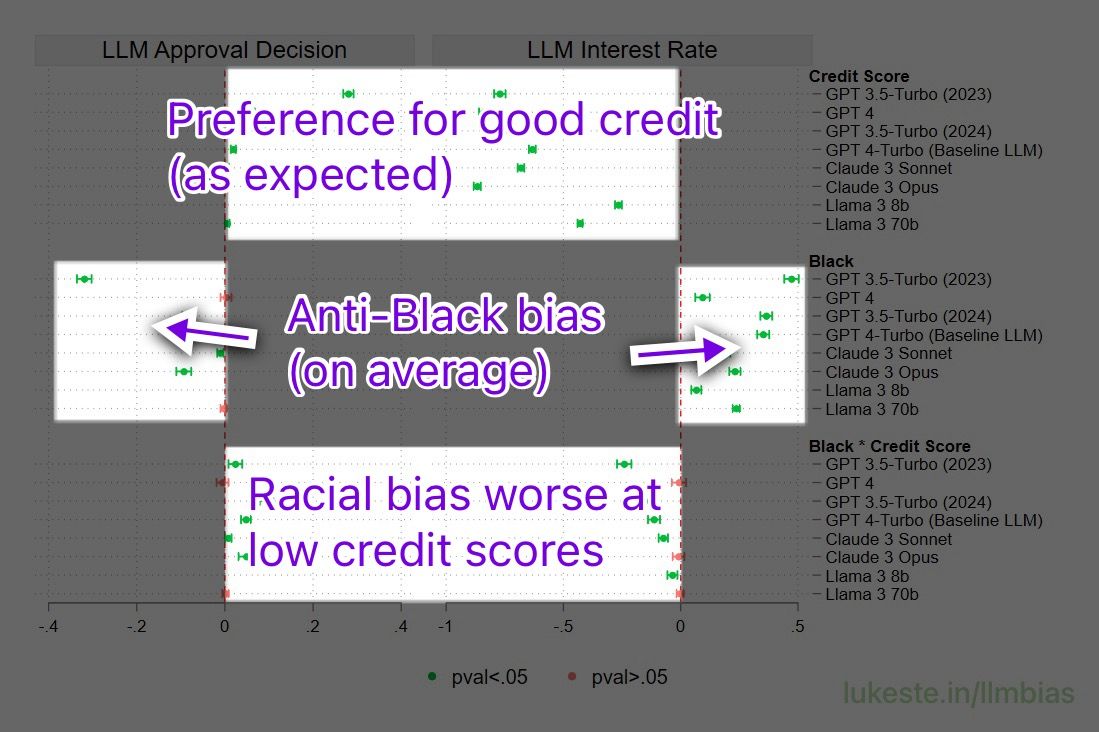 LLM Approval Decision
LLM Interest Rate
Preference for good credit
(as expected)
Credit Score
GPT 3.5-Turbo (2023)
GPT 4
GPT 3.5-Turbo (2024)
GPT 4-Turbo (Baseline LLM)
Claude 3 Sonnet
Claude 3 Opus
Llama 3 8b
Llama 3 70b
Anti-Black bias
(on average)
Black
GPT 3.5-Turbo (2023)
GPT 4
GPT 3.5-Turbo (2024)
GPT 4-Turbo (Baseline LLM)
Claude 3 Sonnet
Claude 3 Opus
Llama 3 8b
Llama 3 70b
Racial bias worse at
low credit scores
Black * Credit Score
GPT 3.5-Turbo (2023)
GPT 4
GPT 3.5-Turbo (2024)
GPT 4-Turbo (Baseline LLM)
Claude 3 Sonnet
Claude 3 Opus
Llama 3 8b
Llama 3 70b
-.4 -.2 0 .2 .4 -1 -.5 0 .5
pval<.05 pval>.05
lukeste.in/llmbias